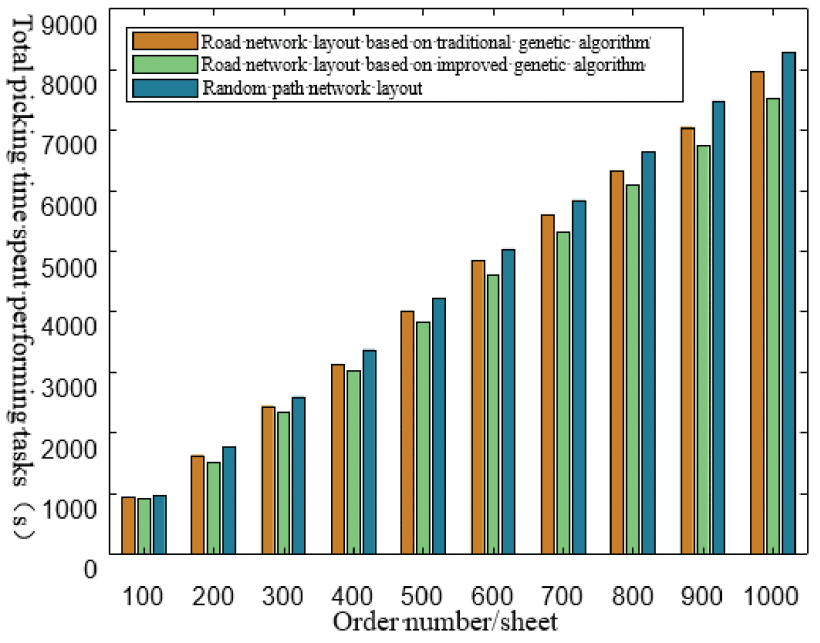 Total picking time spent performing tasks（s）
9000
8000
7000
6000
5000
4000
3000
2000
1000
0
Road network layout based on traditional genetic algorithm
Road network layout based on improved genetic algorithm
Random path network layout
100 200 300 400 500 600 700 800 900 1000
Order number/sheet